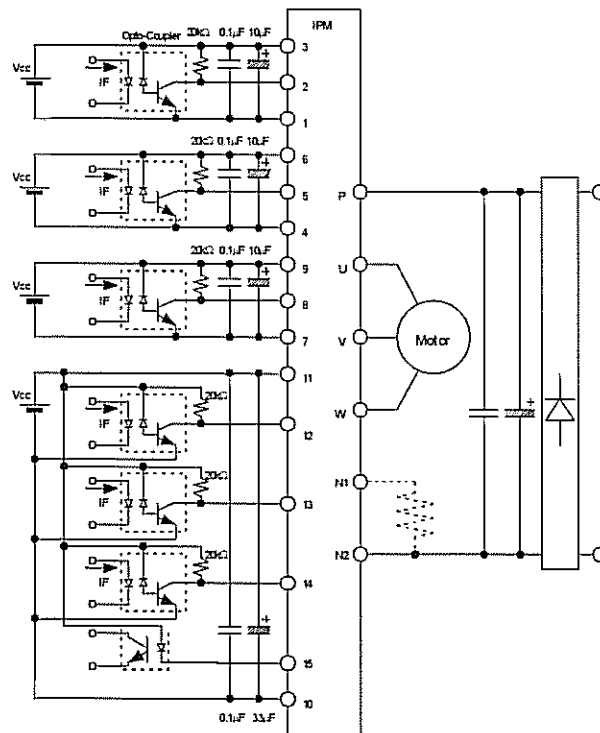 Opto-Coupler 20kΩ 0.1μF 10μF IPM
3
Vcc
IF
2
1
20kΩ 0.1μF 10μF
6
Vcc
IF
5
P
4
20kΩ 0.1μF 10μF
9
U
Vcc
IF
8
7
V
Motor
11
Vcc
20kΩ
IF
W
12
20kΩ
N1
IF
13
20kΩ
N2
IF
14
15
10
0.1μF 33μF